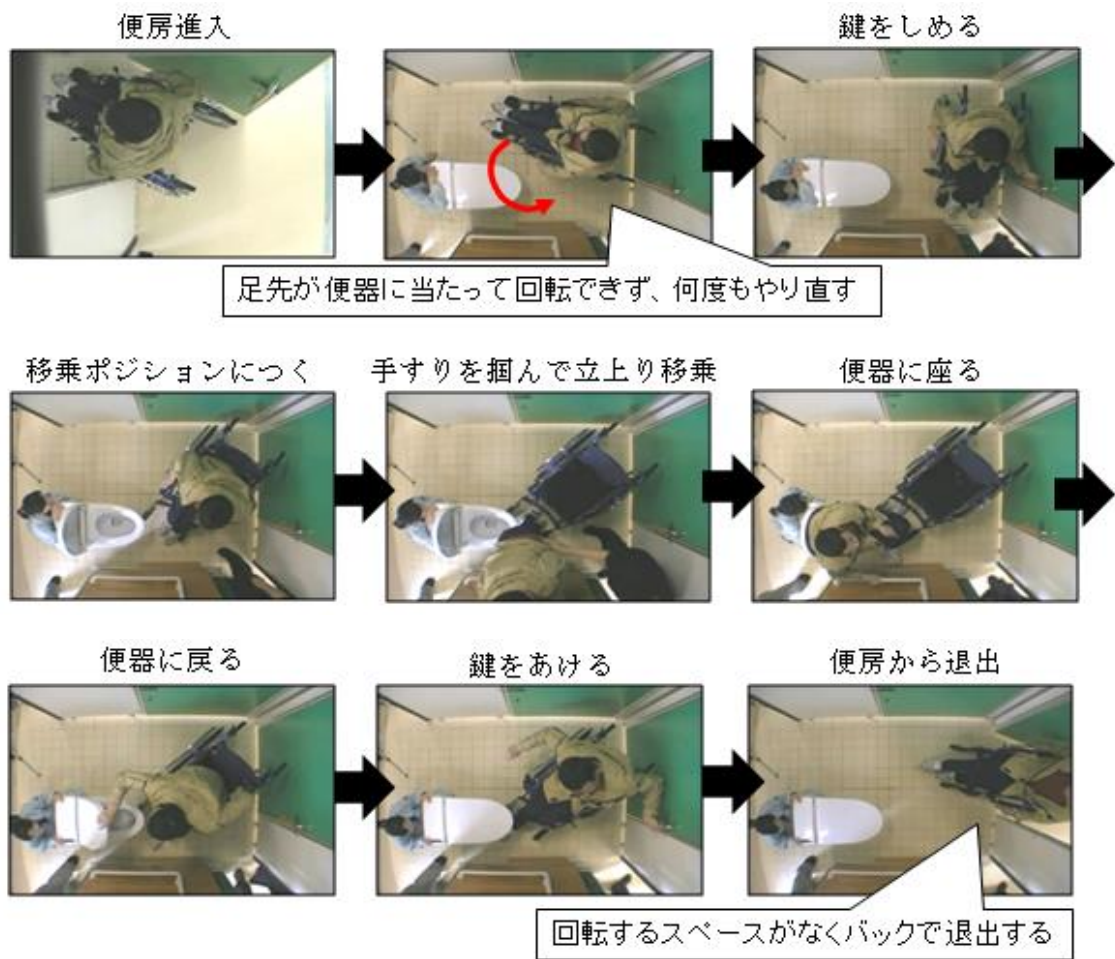 便房進入
鍵をしめる
足先が便器に当たって回転できず、何度もやり直す
移乗ポジションにつく
手すりを掴んで立上り移乗
便器に座る
便器に戻る
鍵をあける
便房から退出
回転するスペースがなくバックで退出する